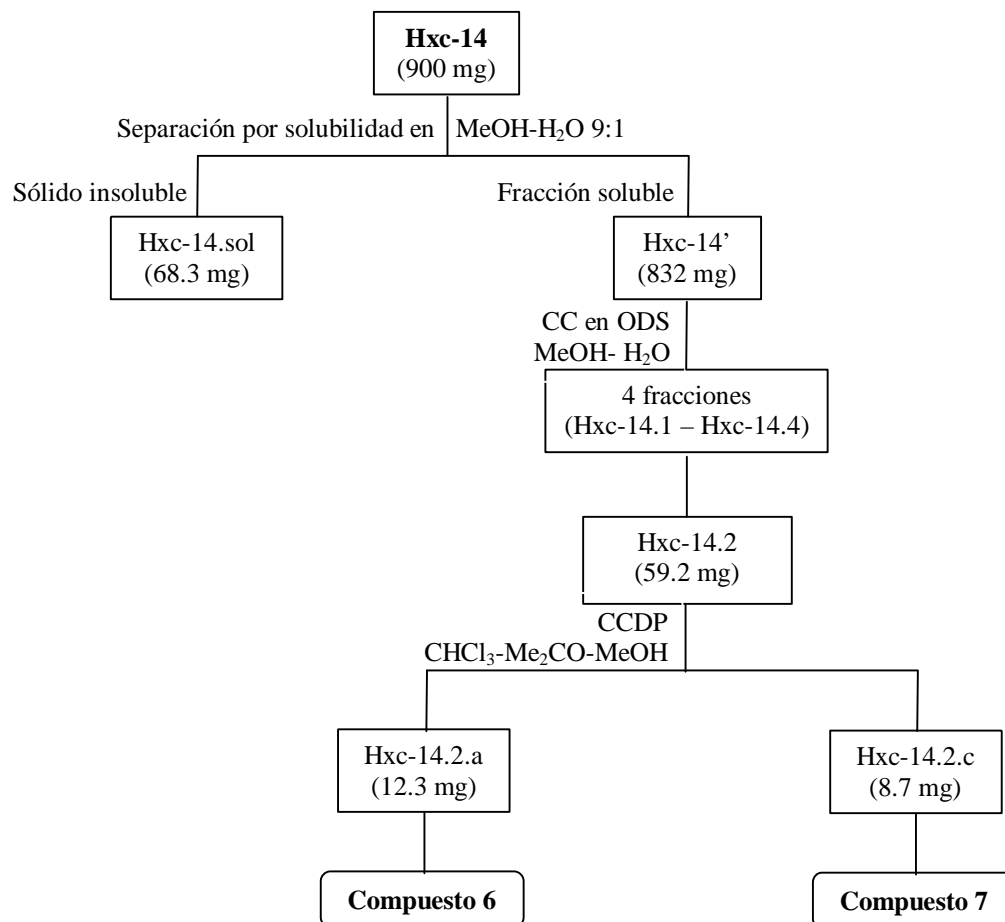 Hxc-14
(900 mg)
Separación por solubilidad en MeOH-H₂O 9:1
Sólido insoluble
Fracción soluble
Hxc-14.sol
(68.3 mg)
Hxc-14’
(832 mg)
CC en ODS
MeOH- H₂O
4 fracciones
(Hxc-14.1 – Hxc-14.4)
Hxc-14.2
(59.2 mg)
CCDP
CHCl₃-Me₂CO-MeOH
Hxc-14.2.a
(12.3 mg)
Hxc-14.2.c
(8.7 mg)
Compuesto 6
Compuesto 7